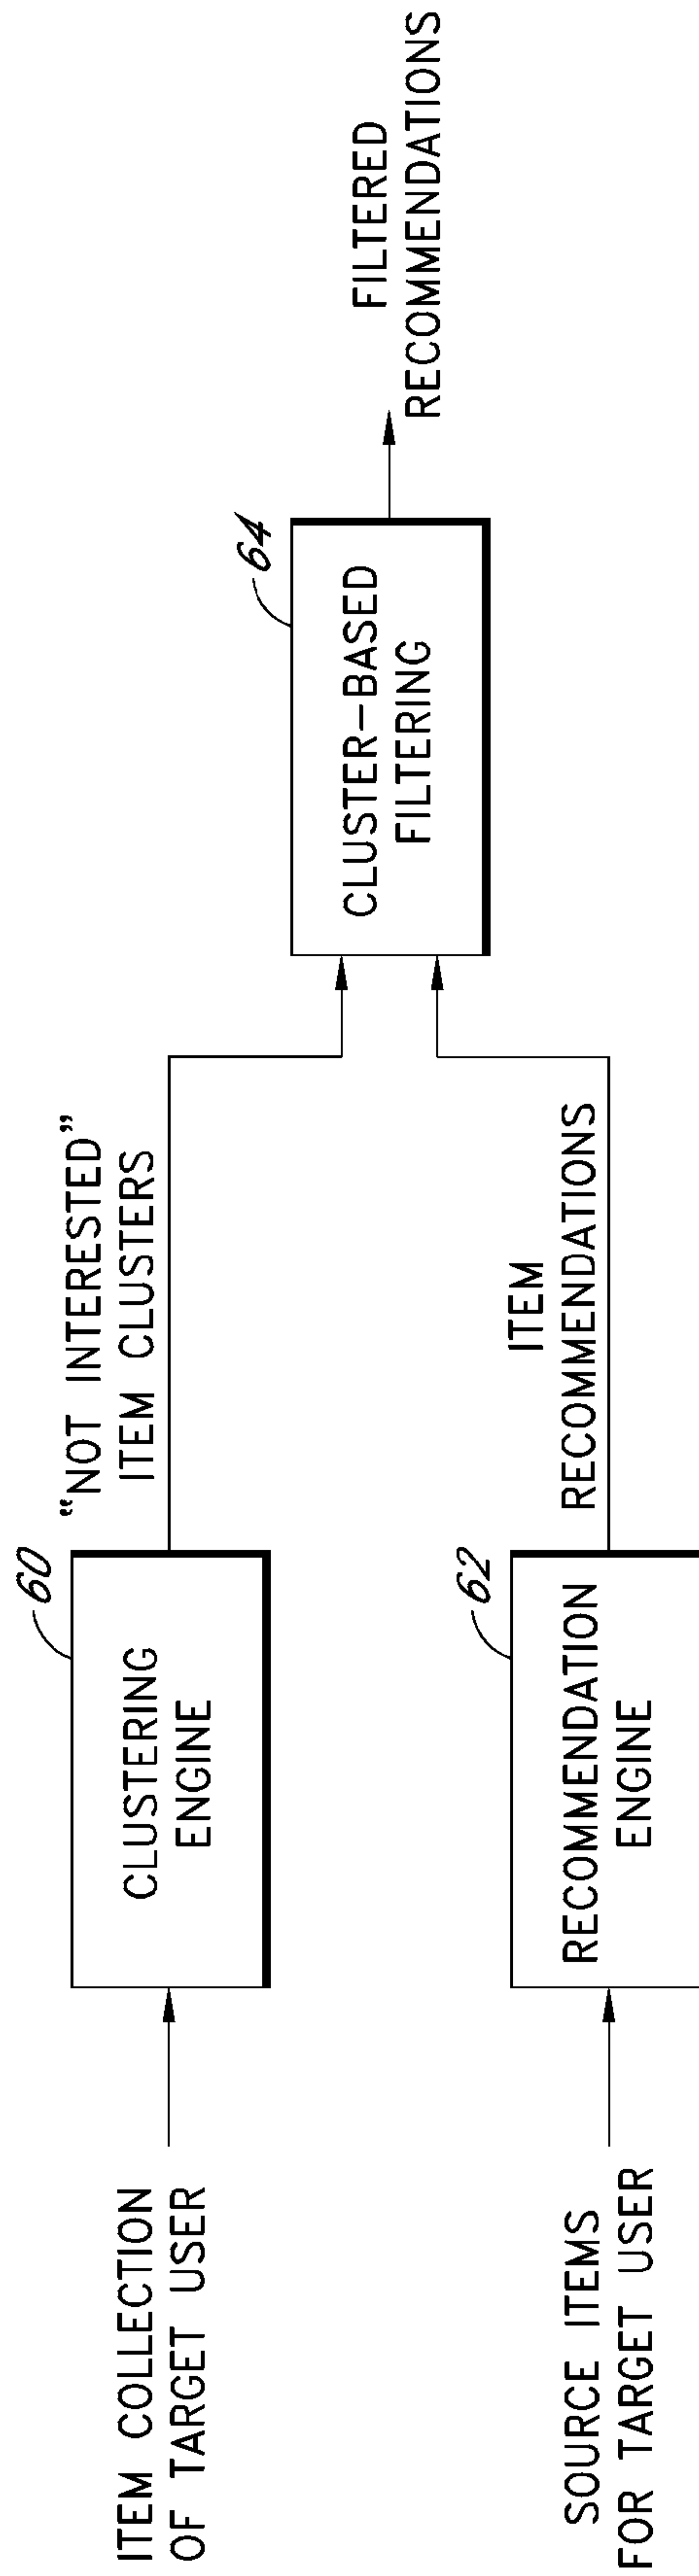 ITEM COLLECTION
OF TARGET USER
60
CLUSTERING
ENGINE
“NOT INTERESTED”
ITEM CLUSTERS
SOURCE ITEMS
FOR TARGET USER
62
RECOMMENDATION
ENGINE
ITEM
RECOMMENDATIONS
64
CLUSTER-BASED
FILTERING
FILTERED
RECOMMENDATIONS